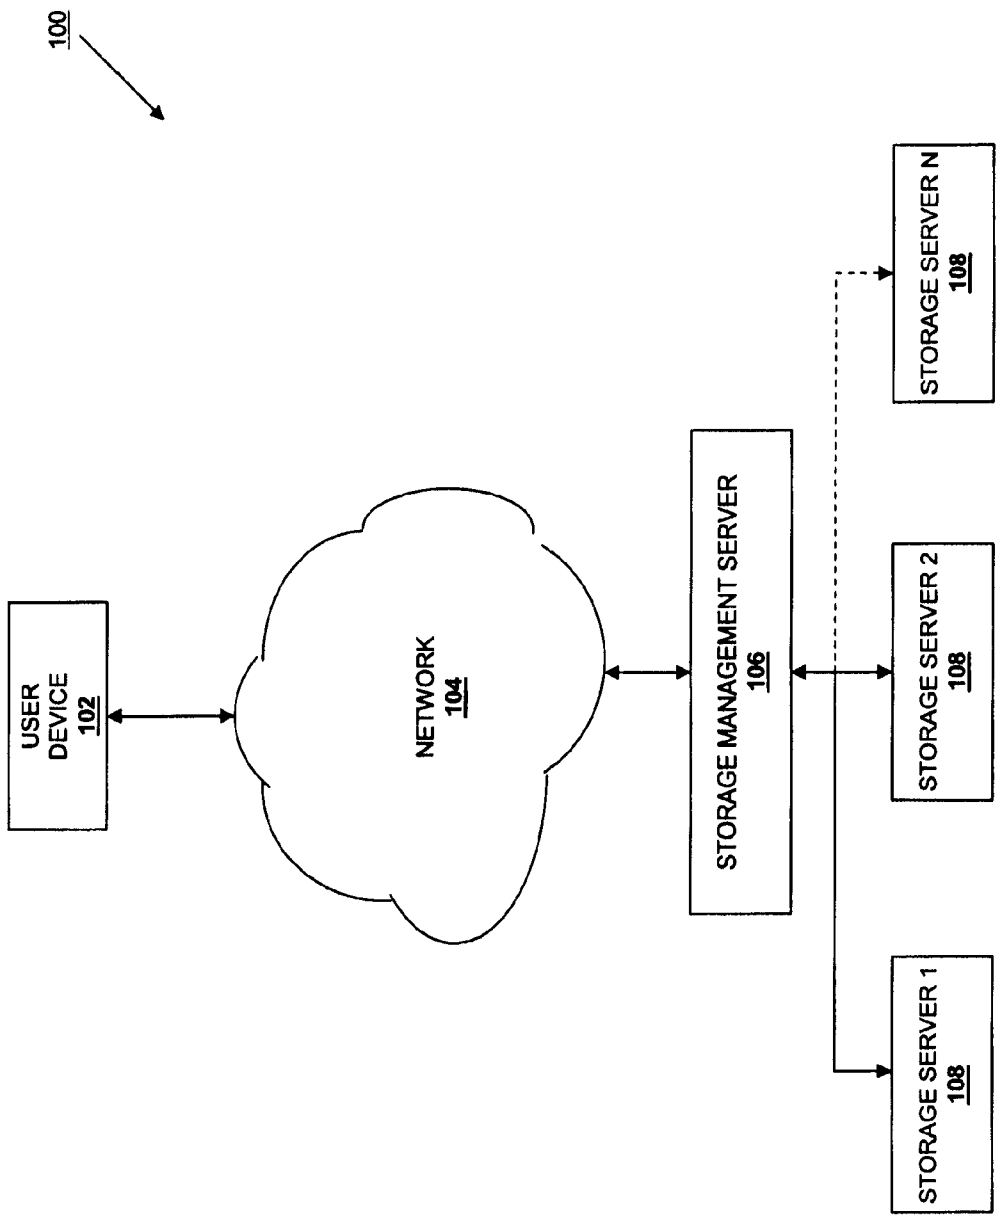 100
USER
DEVICE
102
NETWORK
104
STORAGE MANAGEMENT SERVER
106
STORAGE SERVER 1
108
STORAGE SERVER 2
108
STORAGE SERVER N
108